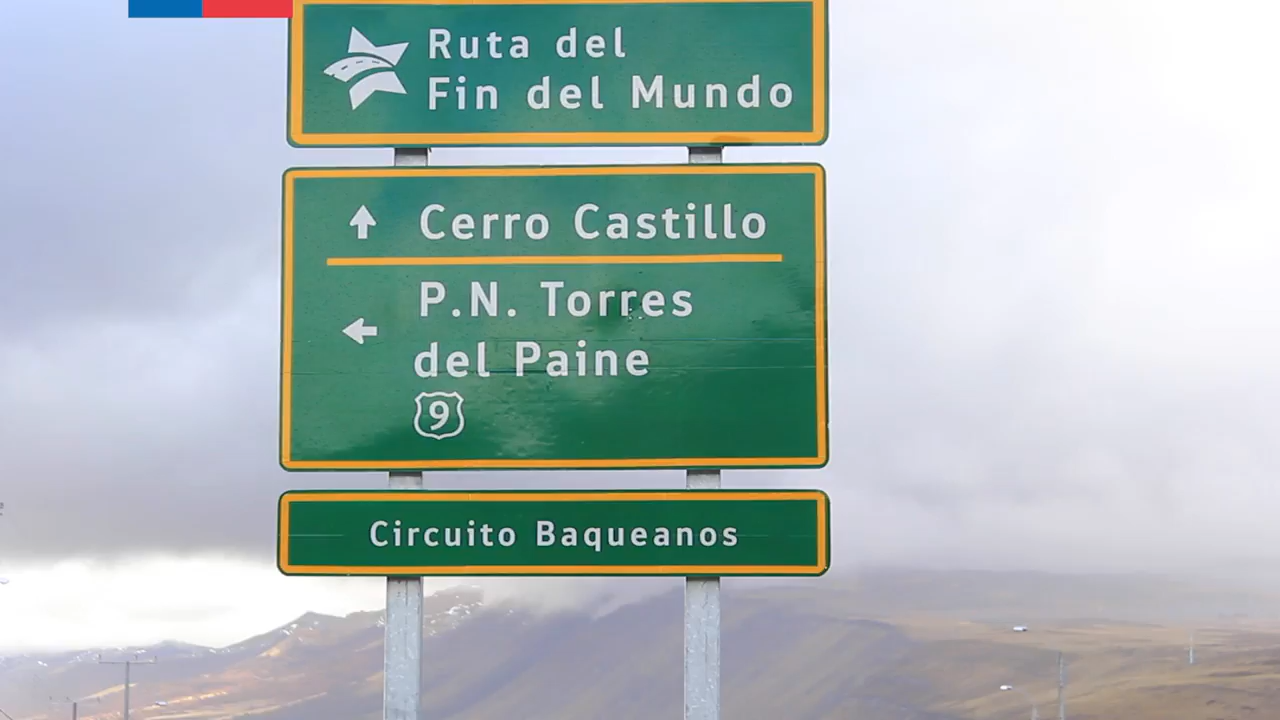 Ruta del
Fin del Mundo
Cerro Castillo
P.N. Torres
del Paine
9
Circuito Baqueanos